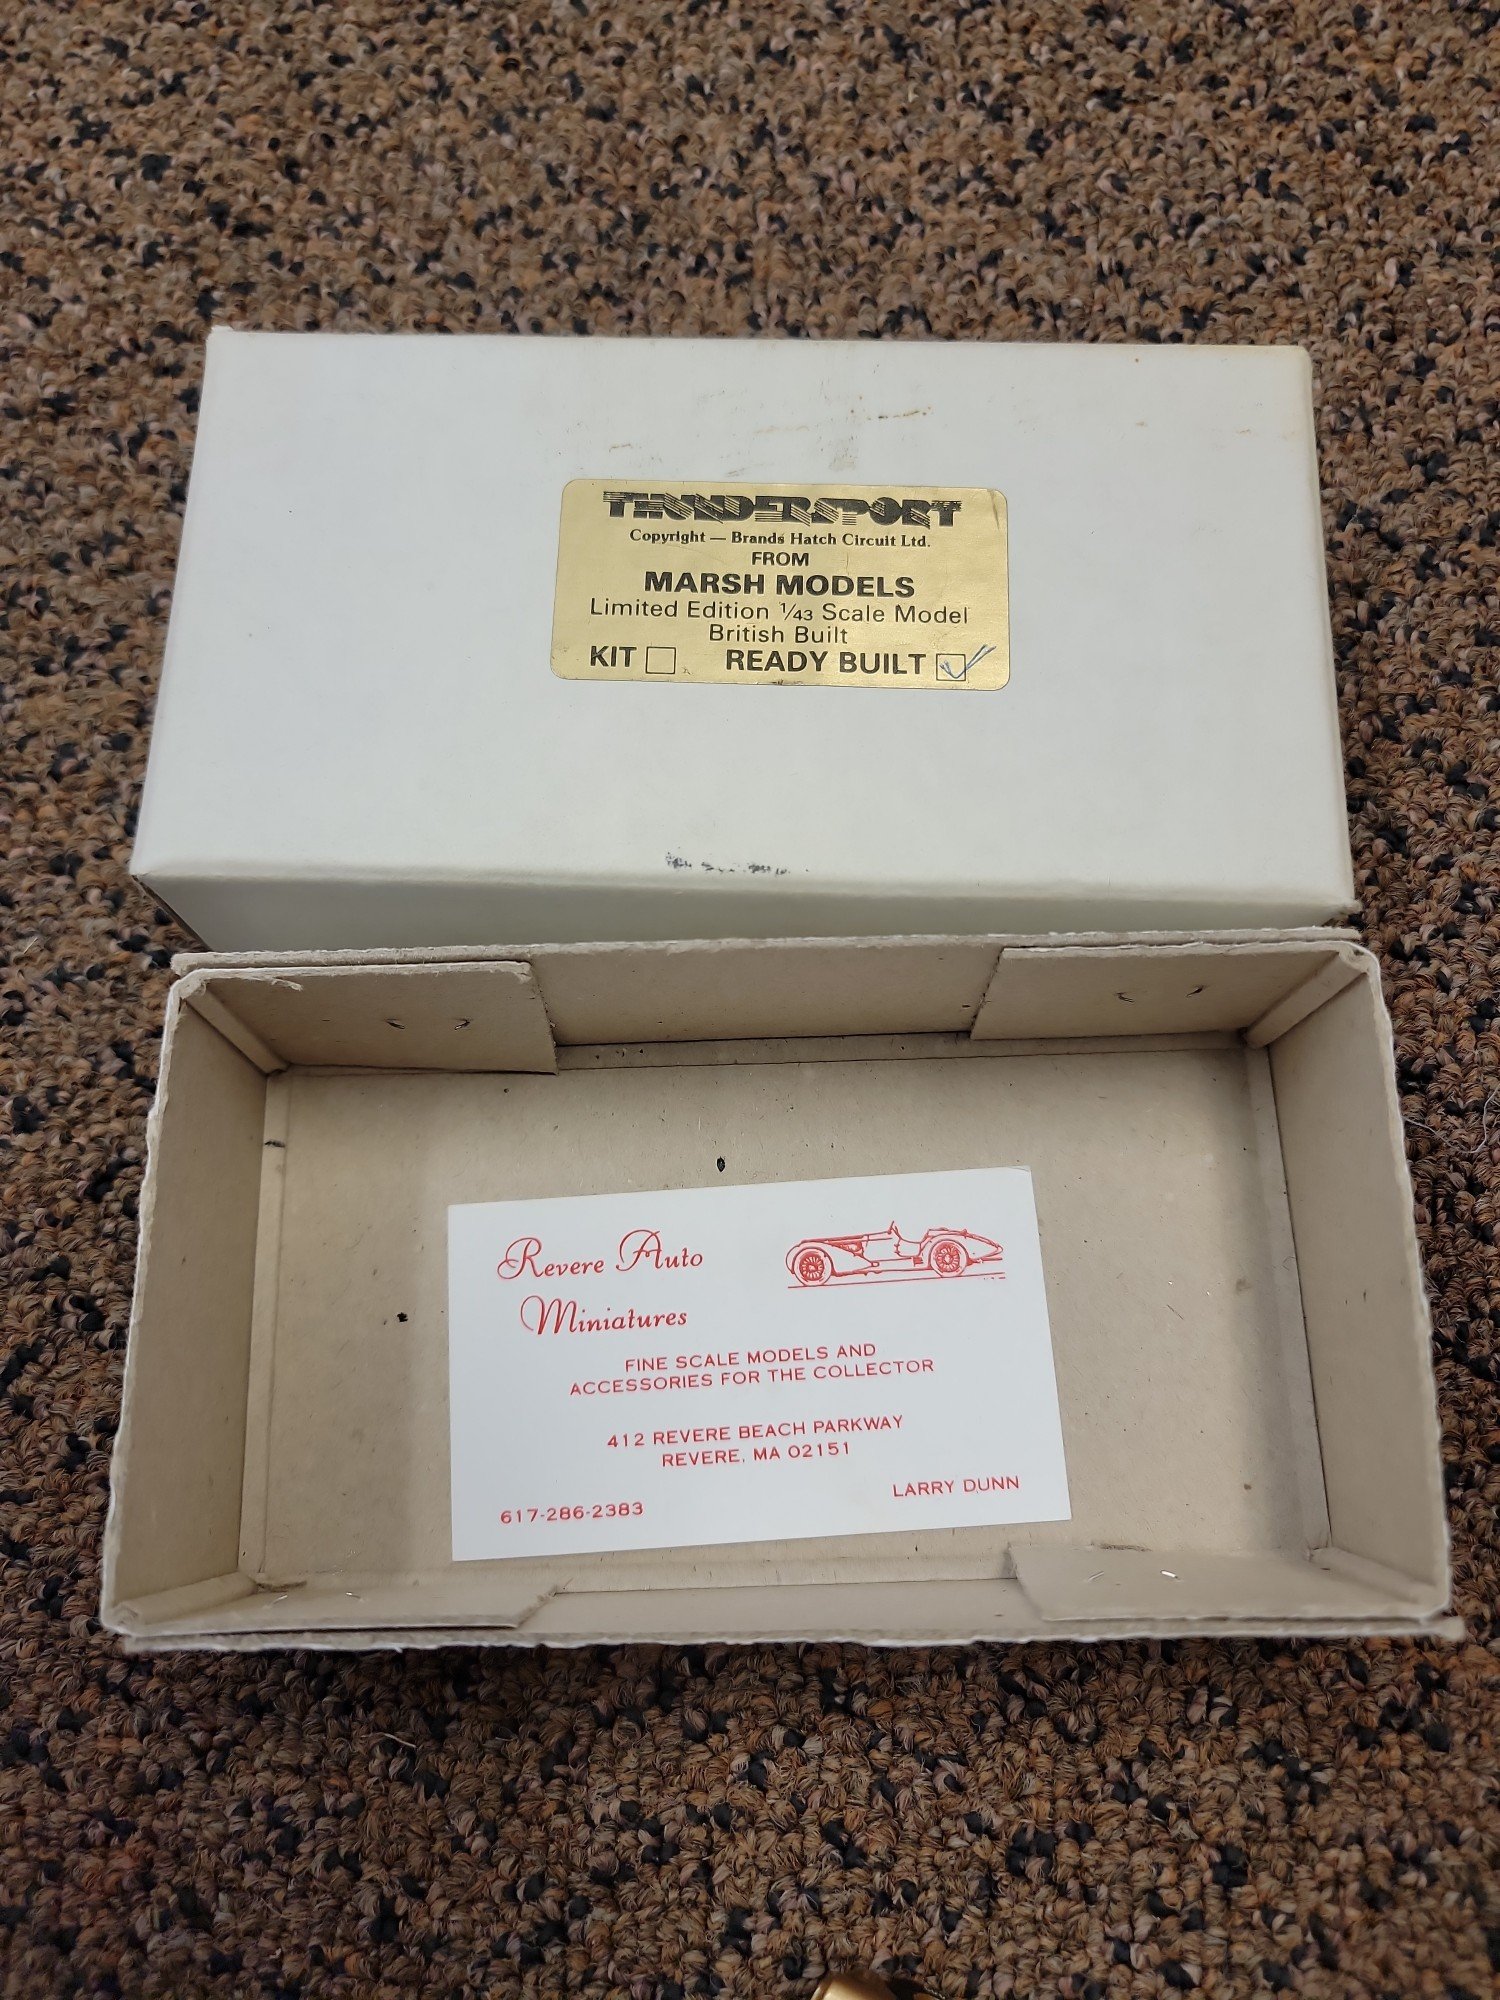 THUNDERSPORT
Copyright — Brands Hatch Circuit Ltd.
FROM
MARSH MODELS
Limited Edition 1/43 Scale Model
British Built
KIT READY BUILT
Revere Auto
Miniatures
FINE SCALE MODELS AND
ACCESSORIES FOR THE COLLECTOR
412 REVERE BEACH PARKWAY
REVERE, MA 02151
LARRY DUNN
617-286-2383